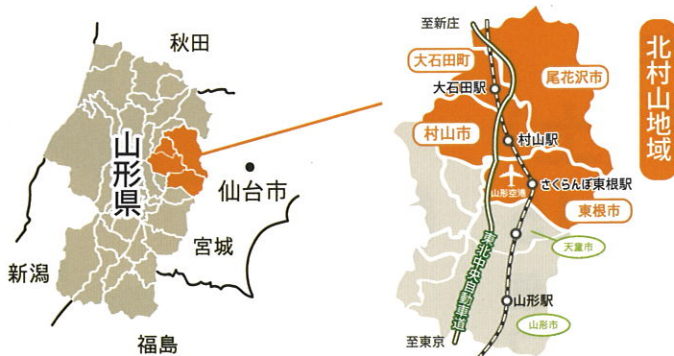 秋田
山形県
仙台市
宮城
新潟
福島
至新庄
大石田町
尾花沢市
大石田駅
村山市
村山駅
さくらんぼ東根駅
山形空港
東根市
天童市
東北中央自動車道
山形駅
山形市
至東京
北村山地域